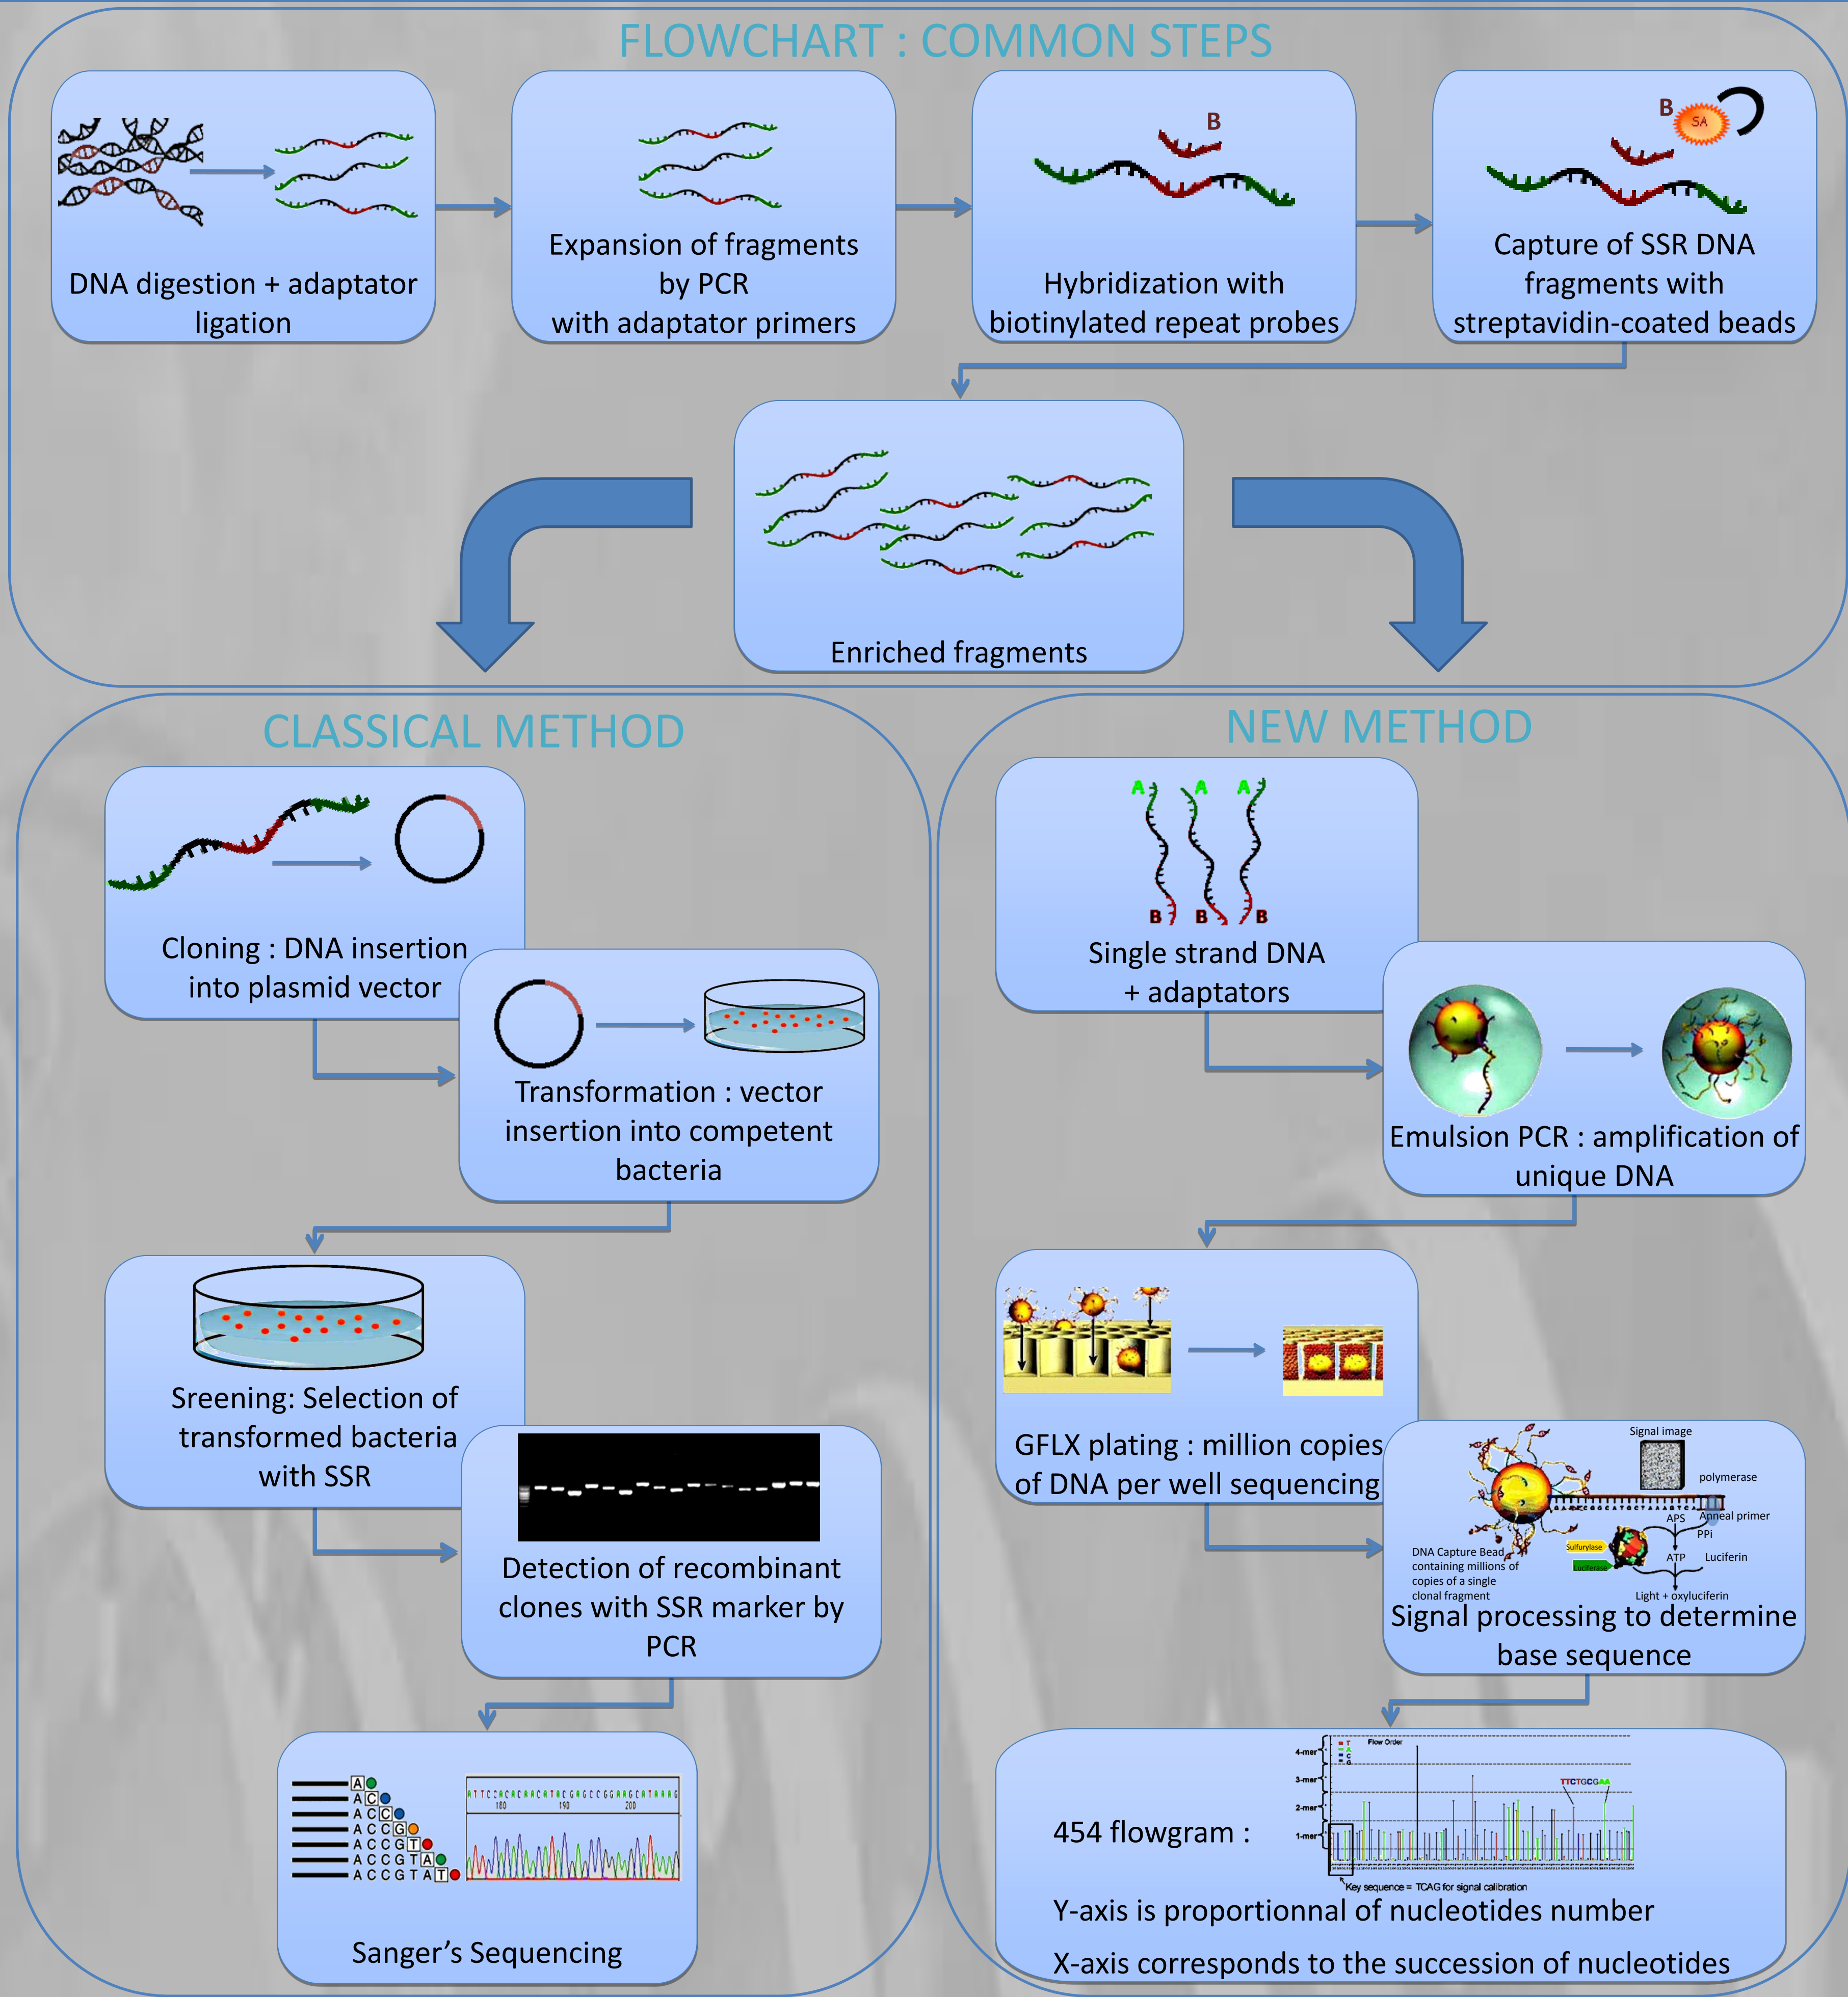 FLOWCHART : COMMON STEPS
DNA digestion + adaptator
ligation
Expansion of fragments
by PCR
with adaptator primers
B
Hybridization with
biotinylated repeat probes
B
SA
Capture of SSR DNA
fragments with
streptavidin-coated beads
Enriched fragments
CLASSICAL METHOD
Cloning : DNA insertion
into plasmid vector
Transformation : vector
insertion into competent
bacteria
Sreening: Selection of
transformed bacteria
with SSR
Detection of recombinant
clones with SSR marker by
PCR
A
A C
A C C
A C C G
A C C G T
A C C G T A
A C C G T A T
180 190 200
Sanger's Sequencing
NEW METHOD
A A A
B B B
Single strand DNA
+ adaptators
Emulsion PCR : amplification of
unique DNA
GFLX plating : million copies
of DNA per well sequencing
Signal image
polymerase
Anneal primer
APS
PPi
Sulfurylase
Luciferase
ATP
Luciferin
DNA Capture Bead
containing millions of
copies of a single
clonal fragment
Light + oxyluciferin
Signal processing to determine
base sequence
Flow Order
T
A
C
G
4-mer
3-mer
2-mer
1-mer
TTCTGCGAA
Key sequence = TCAG for signal calibration
454 flowgram :
Y-axis is proportionnal of nucleotides number
X-axis corresponds to the succession of nucleotides